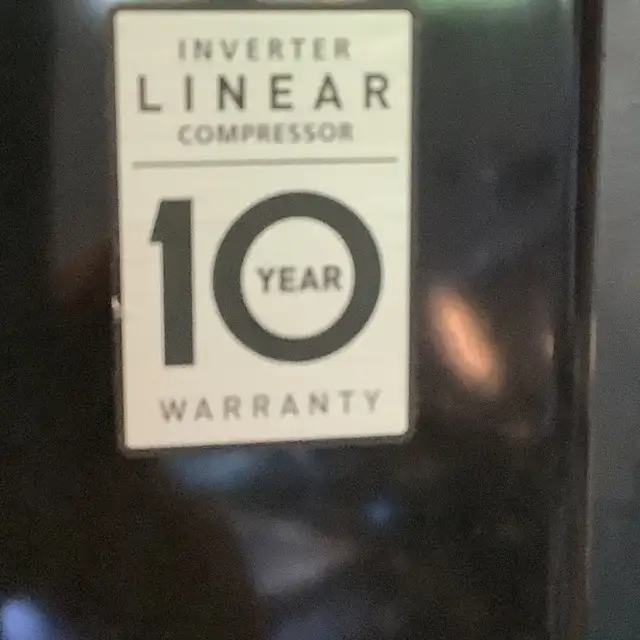 INVERTER
LINEAR
COMPRESSOR
10
YEAR
WARRANTY